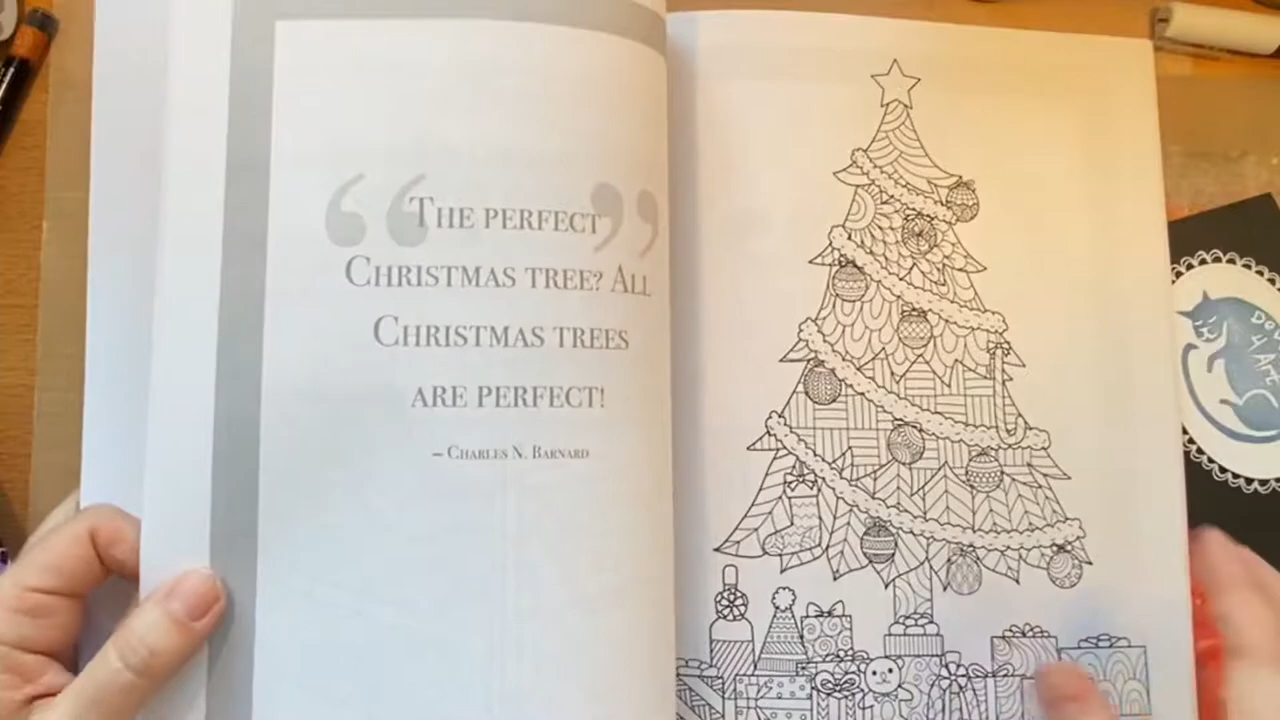 “THE PERFECT”
CHRISTMAS TREE? ALL
CHRISTMAS TREES
ARE PERFECT!
– CHARLES N. BARNARD